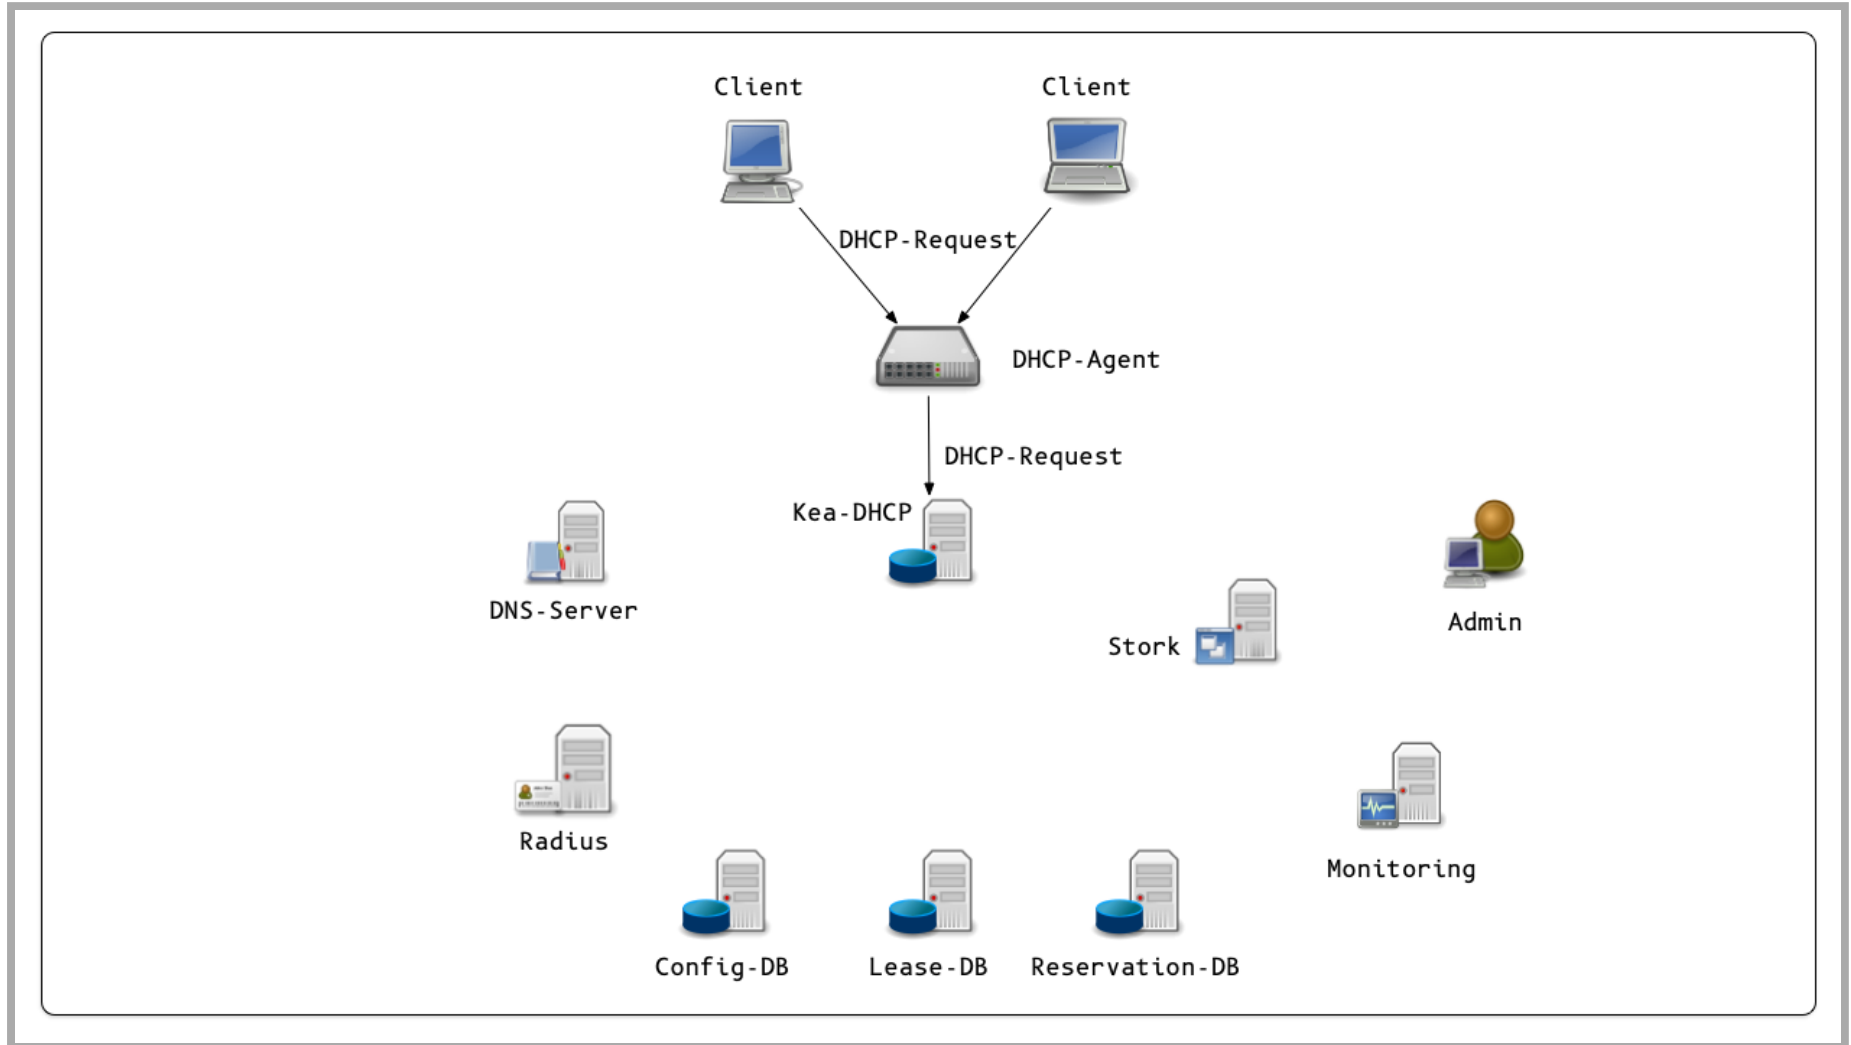 Client
Client
DHCP-Request
DHCP-Agent
DHCP-Request
Kea-DHCP
DNS-Server
Admin
Stork
Radius
Monitoring
Config-DB
Lease-DB
Reservation-DB